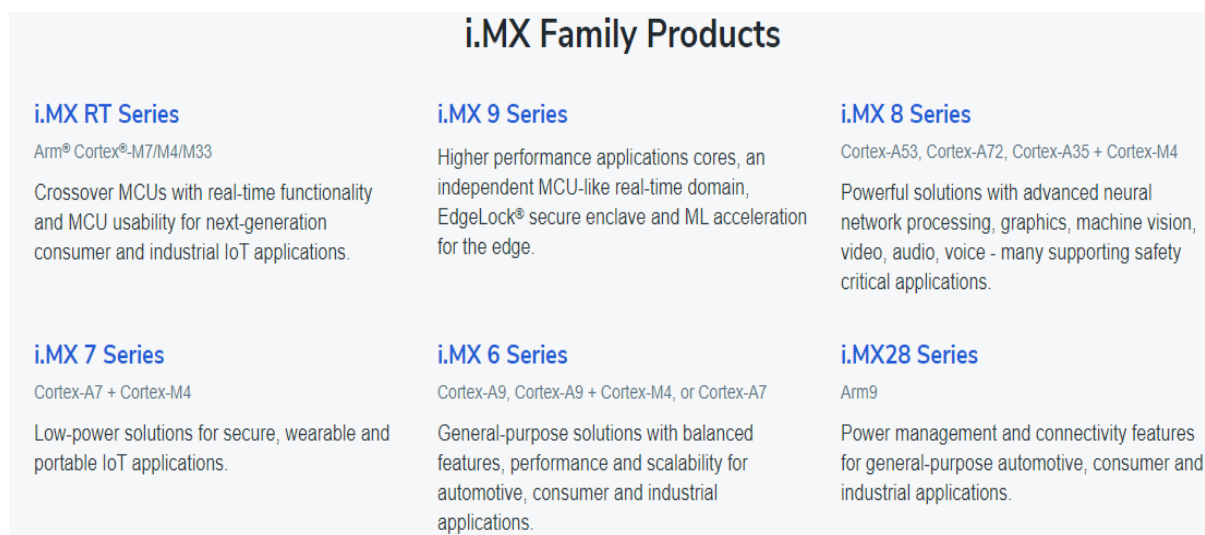 i.MX Family Products
i.MX RT Series
Arm® Cortex®-M7/M4/M33
Crossover MCUs with real-time functionality
and MCU usability for next-generation
consumer and industrial IoT applications.
i.MX 9 Series
Higher performance applications cores, an
independent MCU-like real-time domain,
EdgeLock® secure enclave and ML acceleration
for the edge.
i.MX 8 Series
Cortex-A53, Cortex-A72, Cortex-A35 + Cortex-M4
Powerful solutions with advanced neural
network processing, graphics, machine vision,
video, audio, voice - many supporting safety
critical applications.
i.MX 7 Series
Cortex-A7 + Cortex-M4
Low-power solutions for secure, wearable and
portable IoT applications.
i.MX 6 Series
Cortex-A9, Cortex-A9 + Cortex-M4, or Cortex-A7
General-purpose solutions with balanced
features, performance and scalability for
automotive, consumer and industrial
applications.
i.MX28 Series
Arm9
Power management and connectivity features
for general-purpose automotive, consumer and
industrial applications.